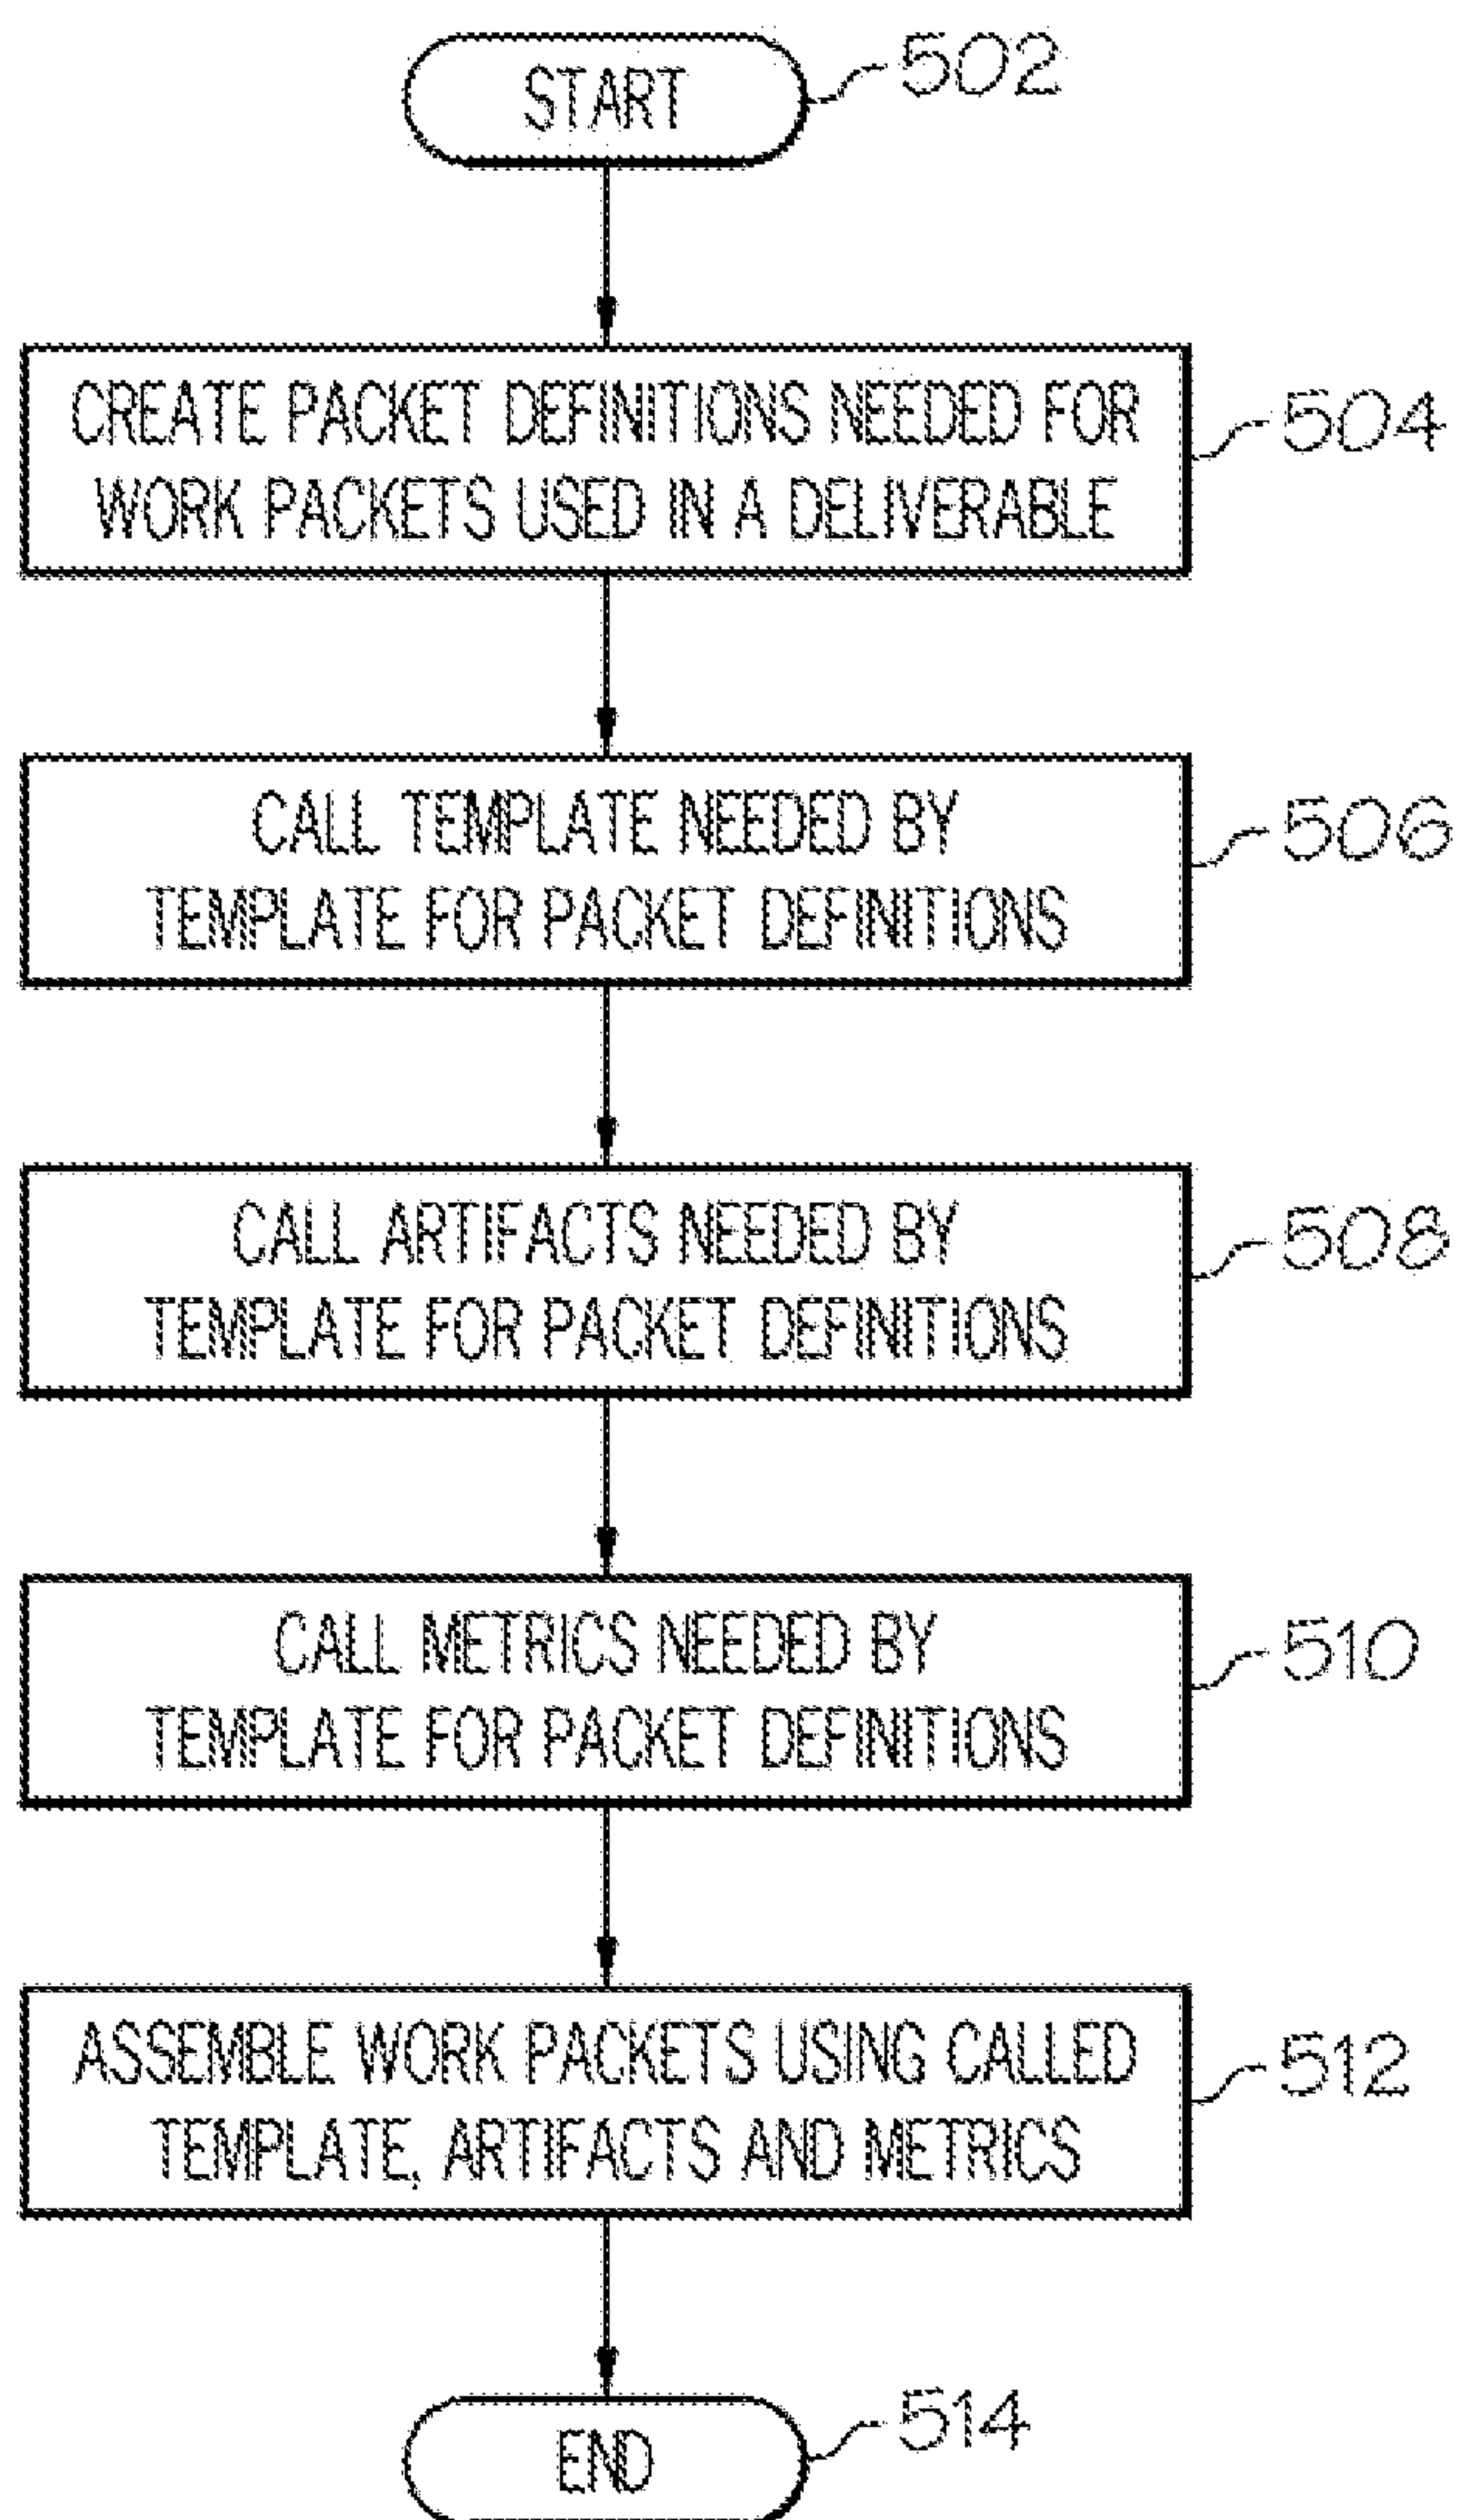 START
502
CREATE PACKET DEFINITIONS NEEDED FOR
WORK PACKETS USED IN A DELIVERABLE
504
CALL TEMPLATE NEEDED BY
TEMPLATE FOR PACKET DEFINITIONS
506
CALL ARTIFACTS NEEDED BY
TEMPLATE FOR PACKET DEFINITIONS
508
CALL METRICS NEEDED BY
TEMPLATE FOR PACKET DEFINITIONS
510
ASSEMBLE WORK PACKETS USING CALLED
TEMPLATE, ARTIFACTS AND METRICS
512
END
514